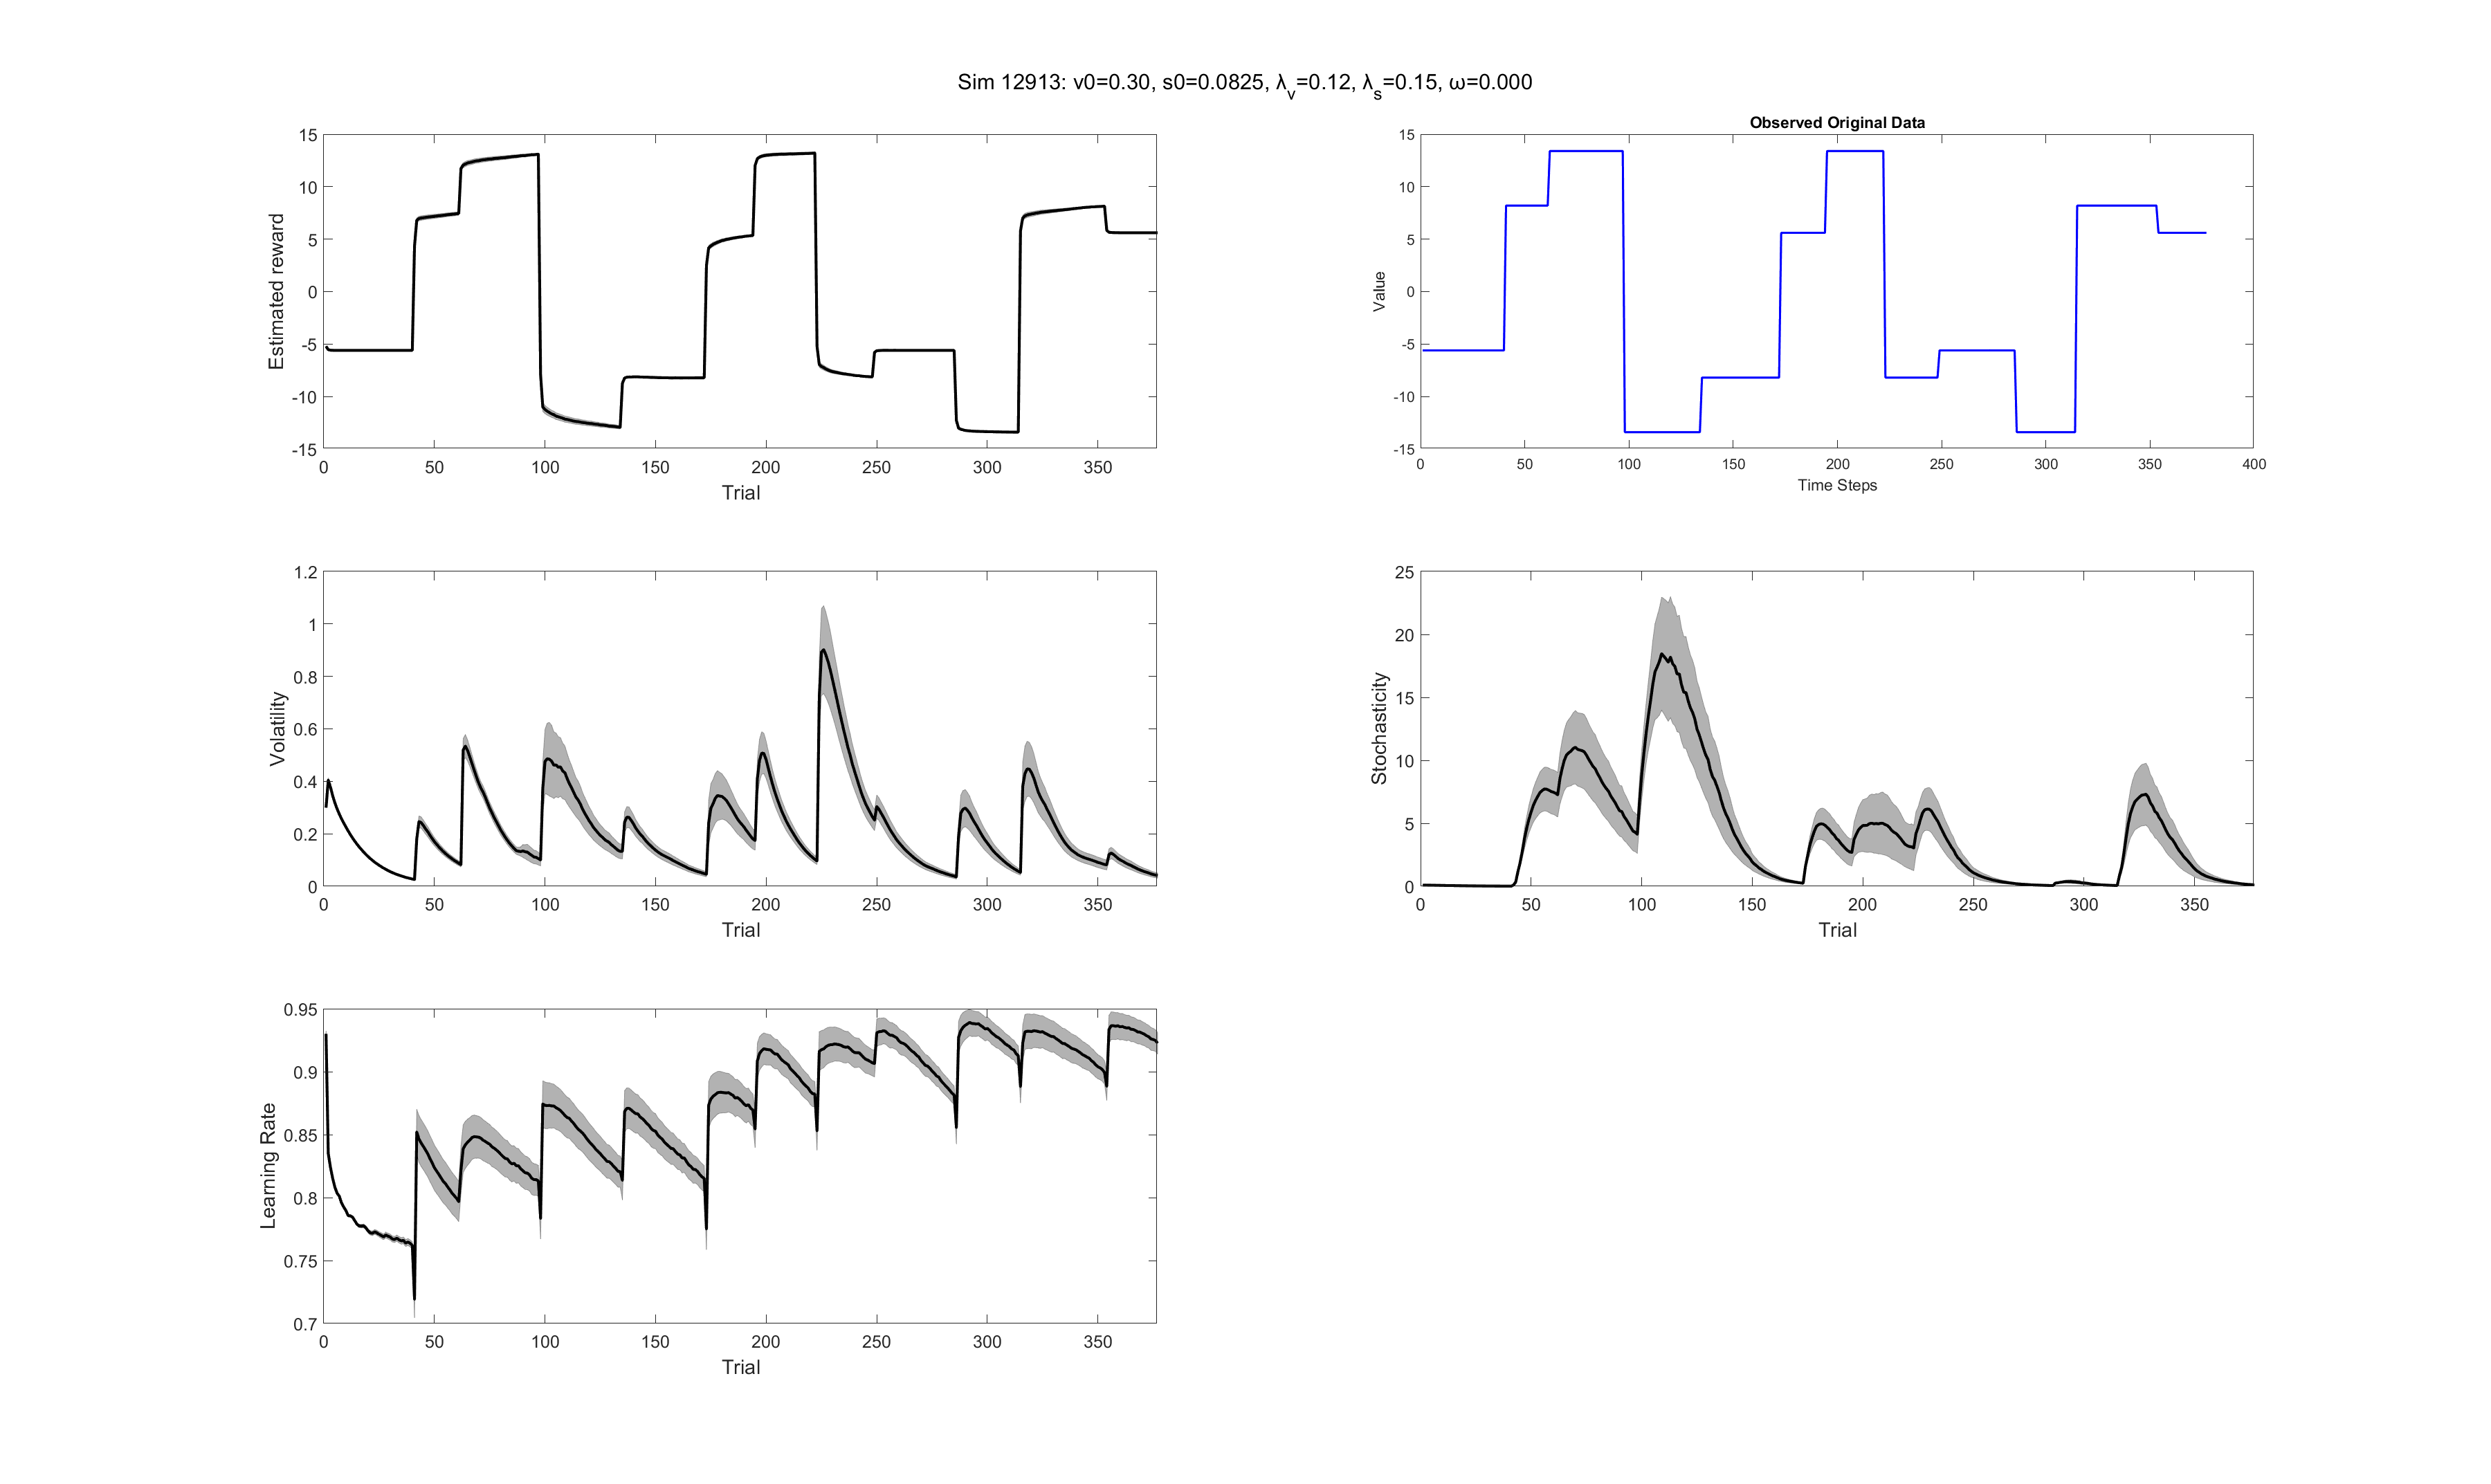 Sim 12913: v0=0.30, s0=0.0825, λv=0.12, λs=0.15, ω=0.000
Estimated reward
15
10
5
0
-5
-10
-15
0 50 100 150 200 250 300 350
Trial
Observed Original Data
Value
15
10
5
0
-5
-10
-15
0 50 100 150 200 250 300 350 400
Time Steps
Volatility
1.2
1
0.8
0.6
0.4
0.2
0
0 50 100 150 200 250 300 350
Trial
Stochasticity
25
20
15
10
5
0
0 50 100 150 200 250 300 350
Trial
Learning Rate
0.95
0.9
0.85
0.8
0.75
0.7
0 50 100 150 200 250 300 350
Trial